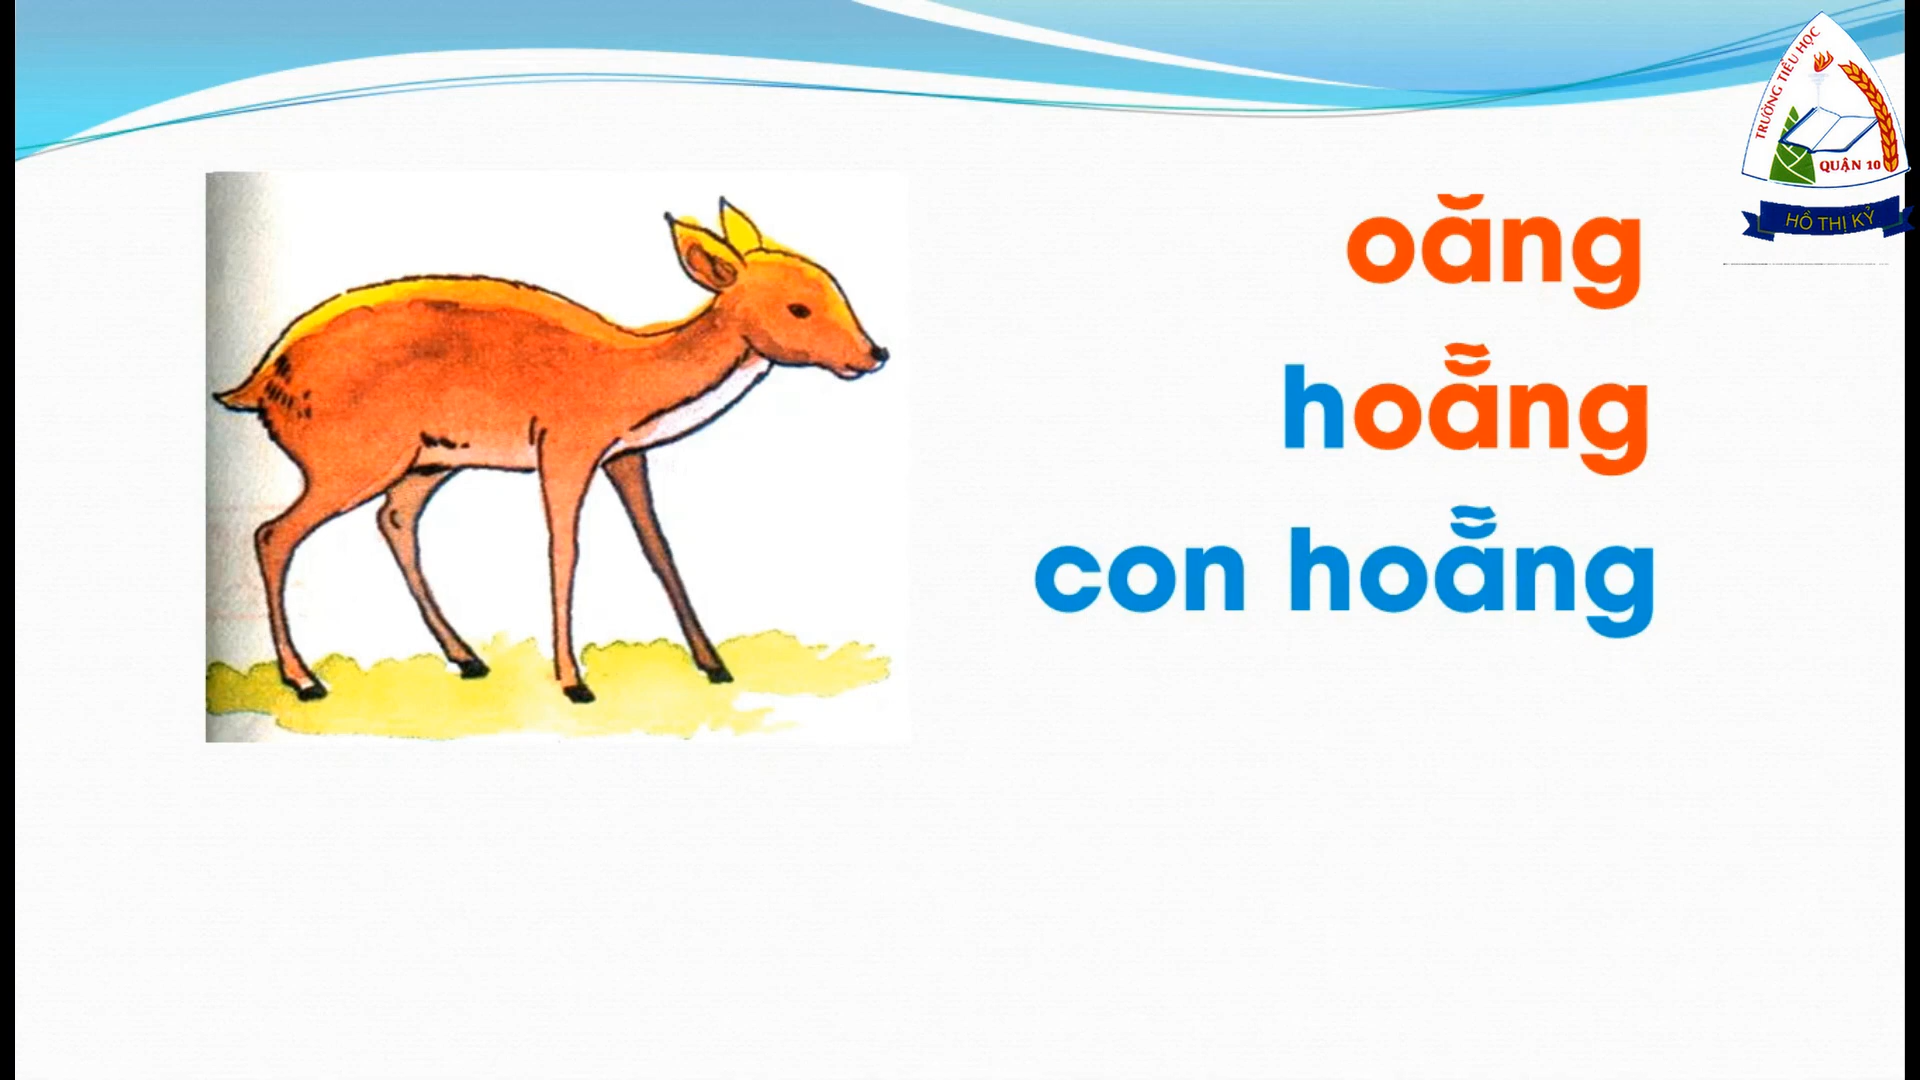 TRƯỜNG TIỂU HỌC
QUẬN 10
HỒ THỊ KỶ
oăng
hoẵng
con hoẵng